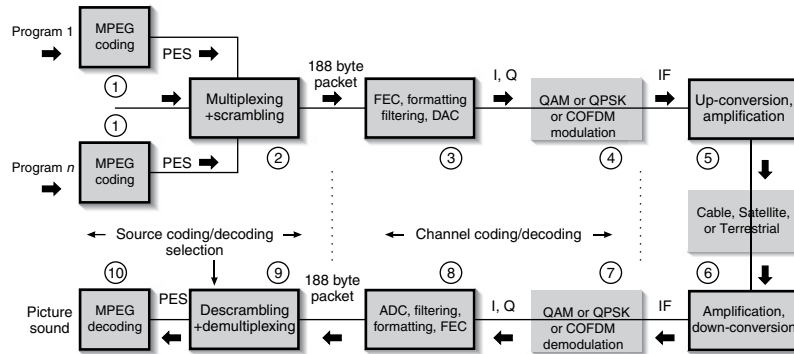 Program 1
MPEG
coding
PES
1
1
Program n
MPEG
coding
PES
Multiplexing
+scrambling
2
188 byte
packet
FEC, formatting
filtering, DAC
3
I, Q
QAM or QPSK
or COFDM
modulation
4
IF
Up-conversion,
amplification
5
Cable, Satellite,
or Terrestrial
Source coding/decoding
selection
Channel coding/decoding
6
Amplification,
down-conversion
IF
7
QAM or QPSK
or COFDM
demodulation
I, Q
8
ADC, filtering,
formatting, FEC
188 byte
packet
9
Descrambling
+demultiplexing
PES
10
MPEG
decoding
Picture
sound